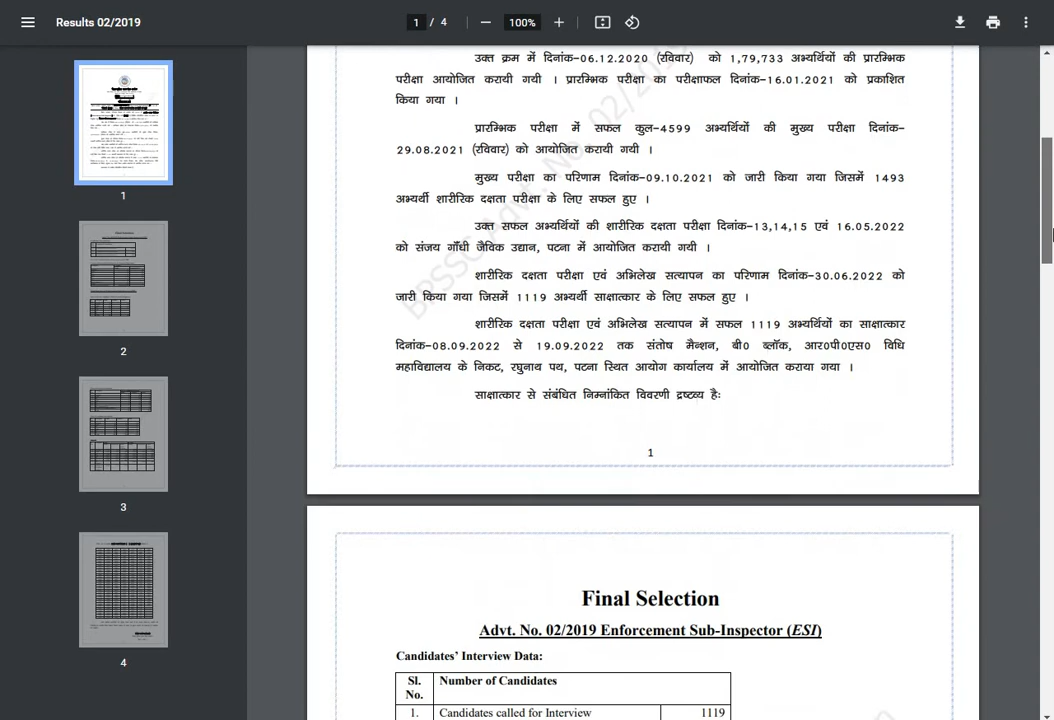 Results 02/2019
1 / 4
100%
उक्त क्रम में दिनांक-06.12.2020 (रविवार) को 1,79,733 अभ्यर्थियों की प्रारम्भिक
परीक्षा आयोजित करायी गयी । प्रारम्भिक परीक्षा का परीक्षाफल दिनांक-16.01.2021 को प्रकाशित
किया गया ।
प्रारम्भिक परीक्षा में सफल कुल-4599 अभ्यर्थियों की मुख्य परीक्षा दिनांक-
29.08.2021 (रविवार) को आयोजित करायी गयी ।
मुख्य परीक्षा का परिणाम दिनांक-09.10.2021 को जारी किया गया जिसमें 1493
अभ्यर्थी शारीरिक दक्षता परीक्षा के लिए सफल हुए ।
उक्त सफल अभ्यर्थियों की शारीरिक दक्षता परीक्षा दिनांक-13,14,15 एवं 16.05.2022
को संजय गाँधी जैविक उद्यान, पटना में आयोजित करायी गयी ।
शारीरिक दक्षता परीक्षा एवं अभिलेख सत्यापन का परिणाम दिनांक-30.06.2022 को
जारी किया गया जिसमें 1119 अभ्यर्थी साक्षात्कार के लिए सफल हुए ।
शारीरिक दक्षता परीक्षा एवं अभिलेख सत्यापन में सफल 1119 अभ्यर्थियों का साक्षात्कार
दिनांक-08.09.2022 से 19.09.2022 तक संतोष मैन्शन, बी0 ब्लॉक, आर0पी0एस0 विधि
महाविद्यालय के निकट, रघुनाथ पथ, पटना स्थित आयोग कार्यालय में आयोजित कराया गया ।
साक्षात्कार से संबंधित निम्नांकित विवरणी द्रष्टव्य हैः
BPSSC Advt. No. 02/2019
1
1
2
3
4
Final Selection
Advt. No. 02/2019 Enforcement Sub-Inspector (ESI)
Candidates' Interview Data:
Sl. No. Number of Candidates
1. Candidates called for Interview 1119